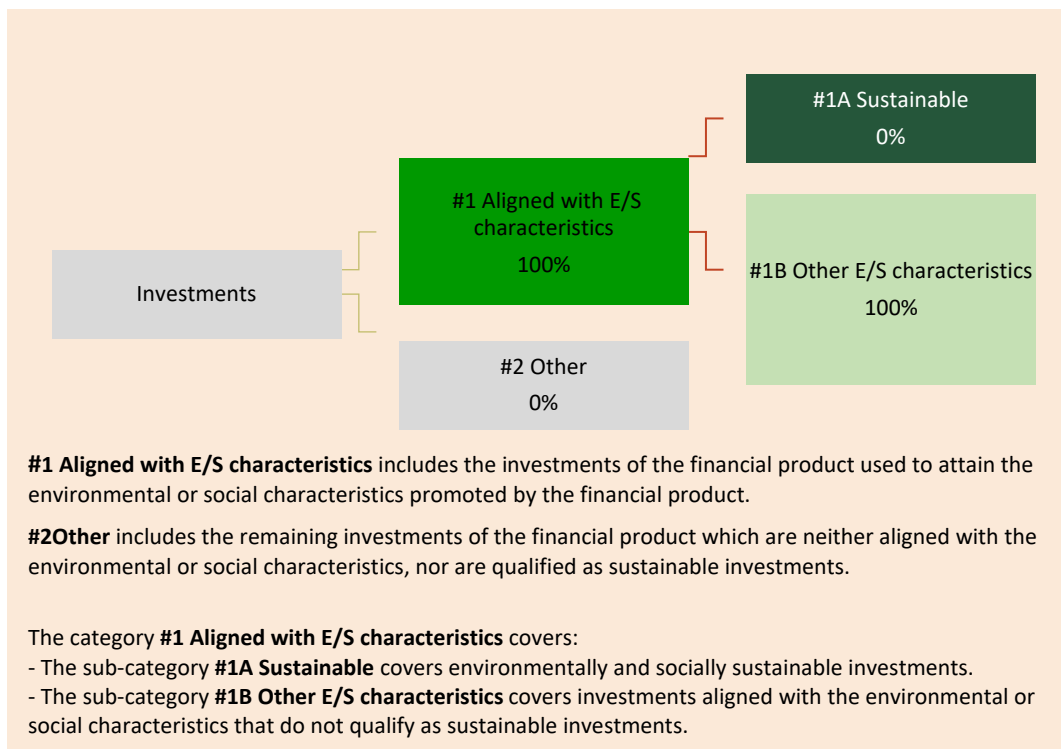 #1A Sustainable
0%
#1 Aligned with E/S
characteristics
100%
#1B Other E/S characteristics
100%
Investments
#2 Other
0%
#1 Aligned with E/S characteristics includes the investments of the financial product used to attain the
environmental or social characteristics promoted by the financial product.
#2Other includes the remaining investments of the financial product which are neither aligned with the
environmental or social characteristics, nor are qualified as sustainable investments.
The category #1 Aligned with E/S characteristics covers:
- The sub-category #1A Sustainable covers environmentally and socially sustainable investments.
- The sub-category #1B Other E/S characteristics covers investments aligned with the environmental or
social characteristics that do not qualify as sustainable investments.